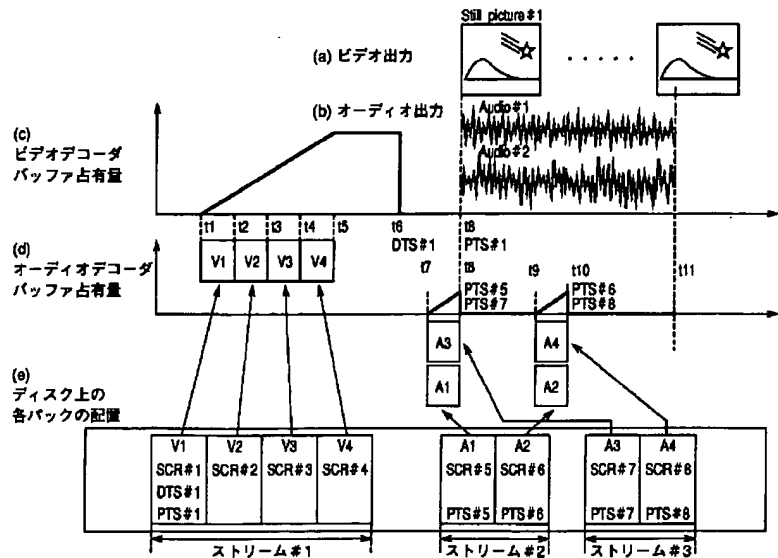 Still picture#1
(a) ビデオ出力
(b) オーディオ出力
Audio#1
Audio#2
(c)
ビデオデコーダ
バッファ占有量
t1 t2 t3 t4 t5 t6 t8
DTS#1 PTS#1
(d)
オーディオデコーダ
バッファ占有量
V1 V2 V3 V4
t7 t8 t9 t10 t11
PTS#5 PTS#6
PTS#7 PTS#8
A3 A4
A1 A2
(e)
ディスク上の
各パックの配置
V1 V2 V3 V4 A1 A2 A3 A4
SCR#1 SCR#2 SCR#3 SCR#4 SCR#5 SCR#6 SCR#7 SCR#8
DTS#1
PTS#1 PTS#5 PTS#6 PTS#7 PTS#8
ストリーム#1 ストリーム#2 ストリーム#3